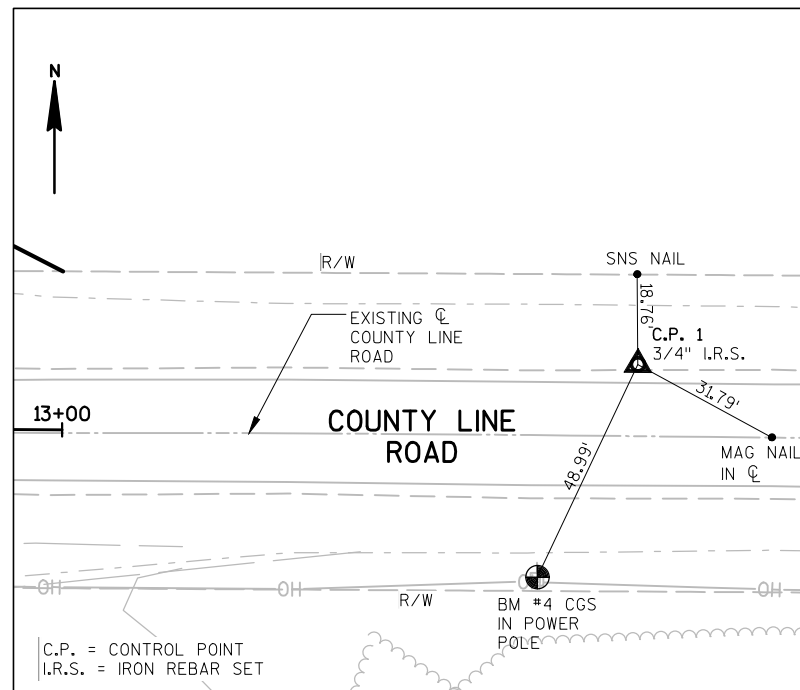 N
R/W
SNS NAIL
18.76'
EXISTING ℄
COUNTY LINE
ROAD
C.P. 1
3/4" I.R.S.
31.79'
13+00
COUNTY LINE
ROAD
MAG NAIL
IN ℄
48.99'
OH
OH
OH
OH
R/W
BM #4 CGS
IN POWER
POLE
C.P. = CONTROL POINT
I.R.S. = IRON REBAR SET